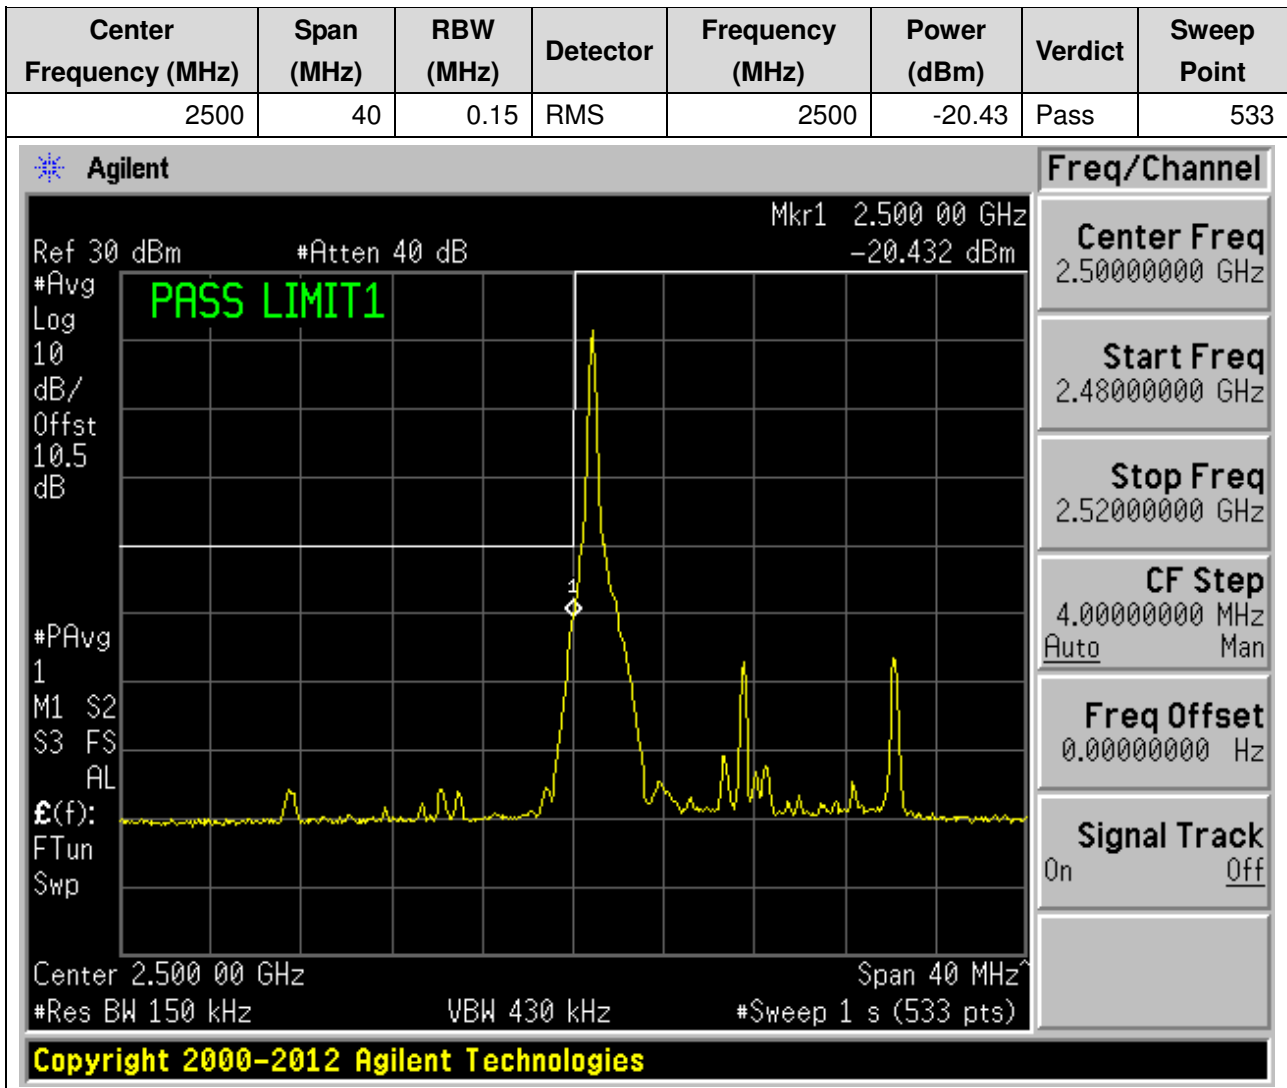 Center Frequency (MHz) Span (MHz) RBW (MHz) Detector Frequency (MHz) Power (dBm) Verdict Sweep Point
2500 40 0.15 RMS 2500 -20.43 Pass 533
Agilent
Freq/Channel
Mkr1 2.500 00 GHz
Ref 30 dBm #Atten 40 dB -20.432 dBm
#Avg
Log
10
dB/
Offst
10.5
dB
PASS LIMIT1
1
#PAvg
1
M1 S2
S3 FS
AL
£(f):
FTun
Swp
Center 2.500 00 GHz Span 40 MHz^
#Res BW 150 kHz VBW 430 kHz #Sweep 1 s (533 pts)
Center Freq
2.50000000 GHz
Start Freq
2.48000000 GHz
Stop Freq
2.52000000 GHz
CF Step
4.00000000 MHz
Auto Man
Freq Offset
0.00000000 Hz
Signal Track
On Off
Copyright 2000-2012 Agilent Technologies